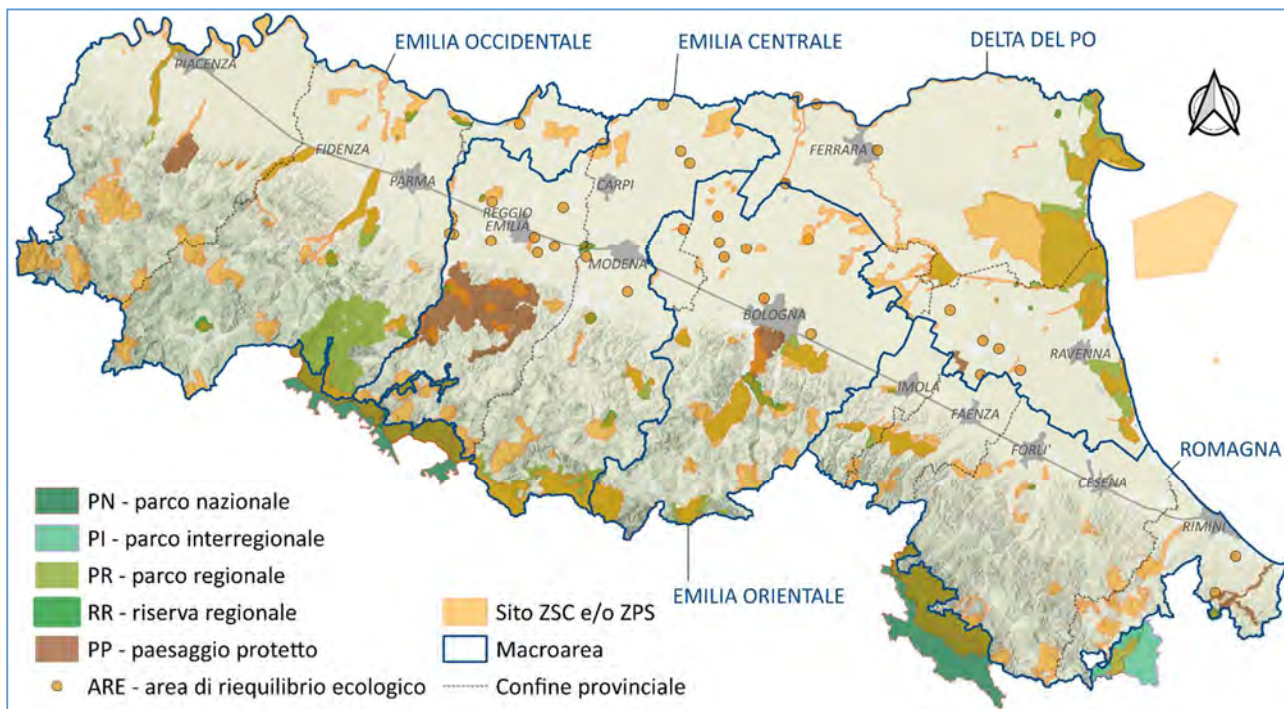 EMILIA OCCIDENTALE
EMILIA CENTRALE
DELTA DEL PO
PIACENZA
FIDENZA
PARMA
REGGIO
EMILIA
CARPI
MODENA
FERRARA
BOLOGNA
RAVENNA
IMOLA
FAENZA
FORLI'
CESENA
RIMINI
ROMAGNA
EMILIA ORIENTALE
PN - parco nazionale
PI - parco interregionale
PR - parco regionale
RR - riserva regionale
PP - paesaggio protetto
ARE - area di riequilibrio ecologico
Sito ZSC e/o ZPS
Macroarea
Confine provinciale